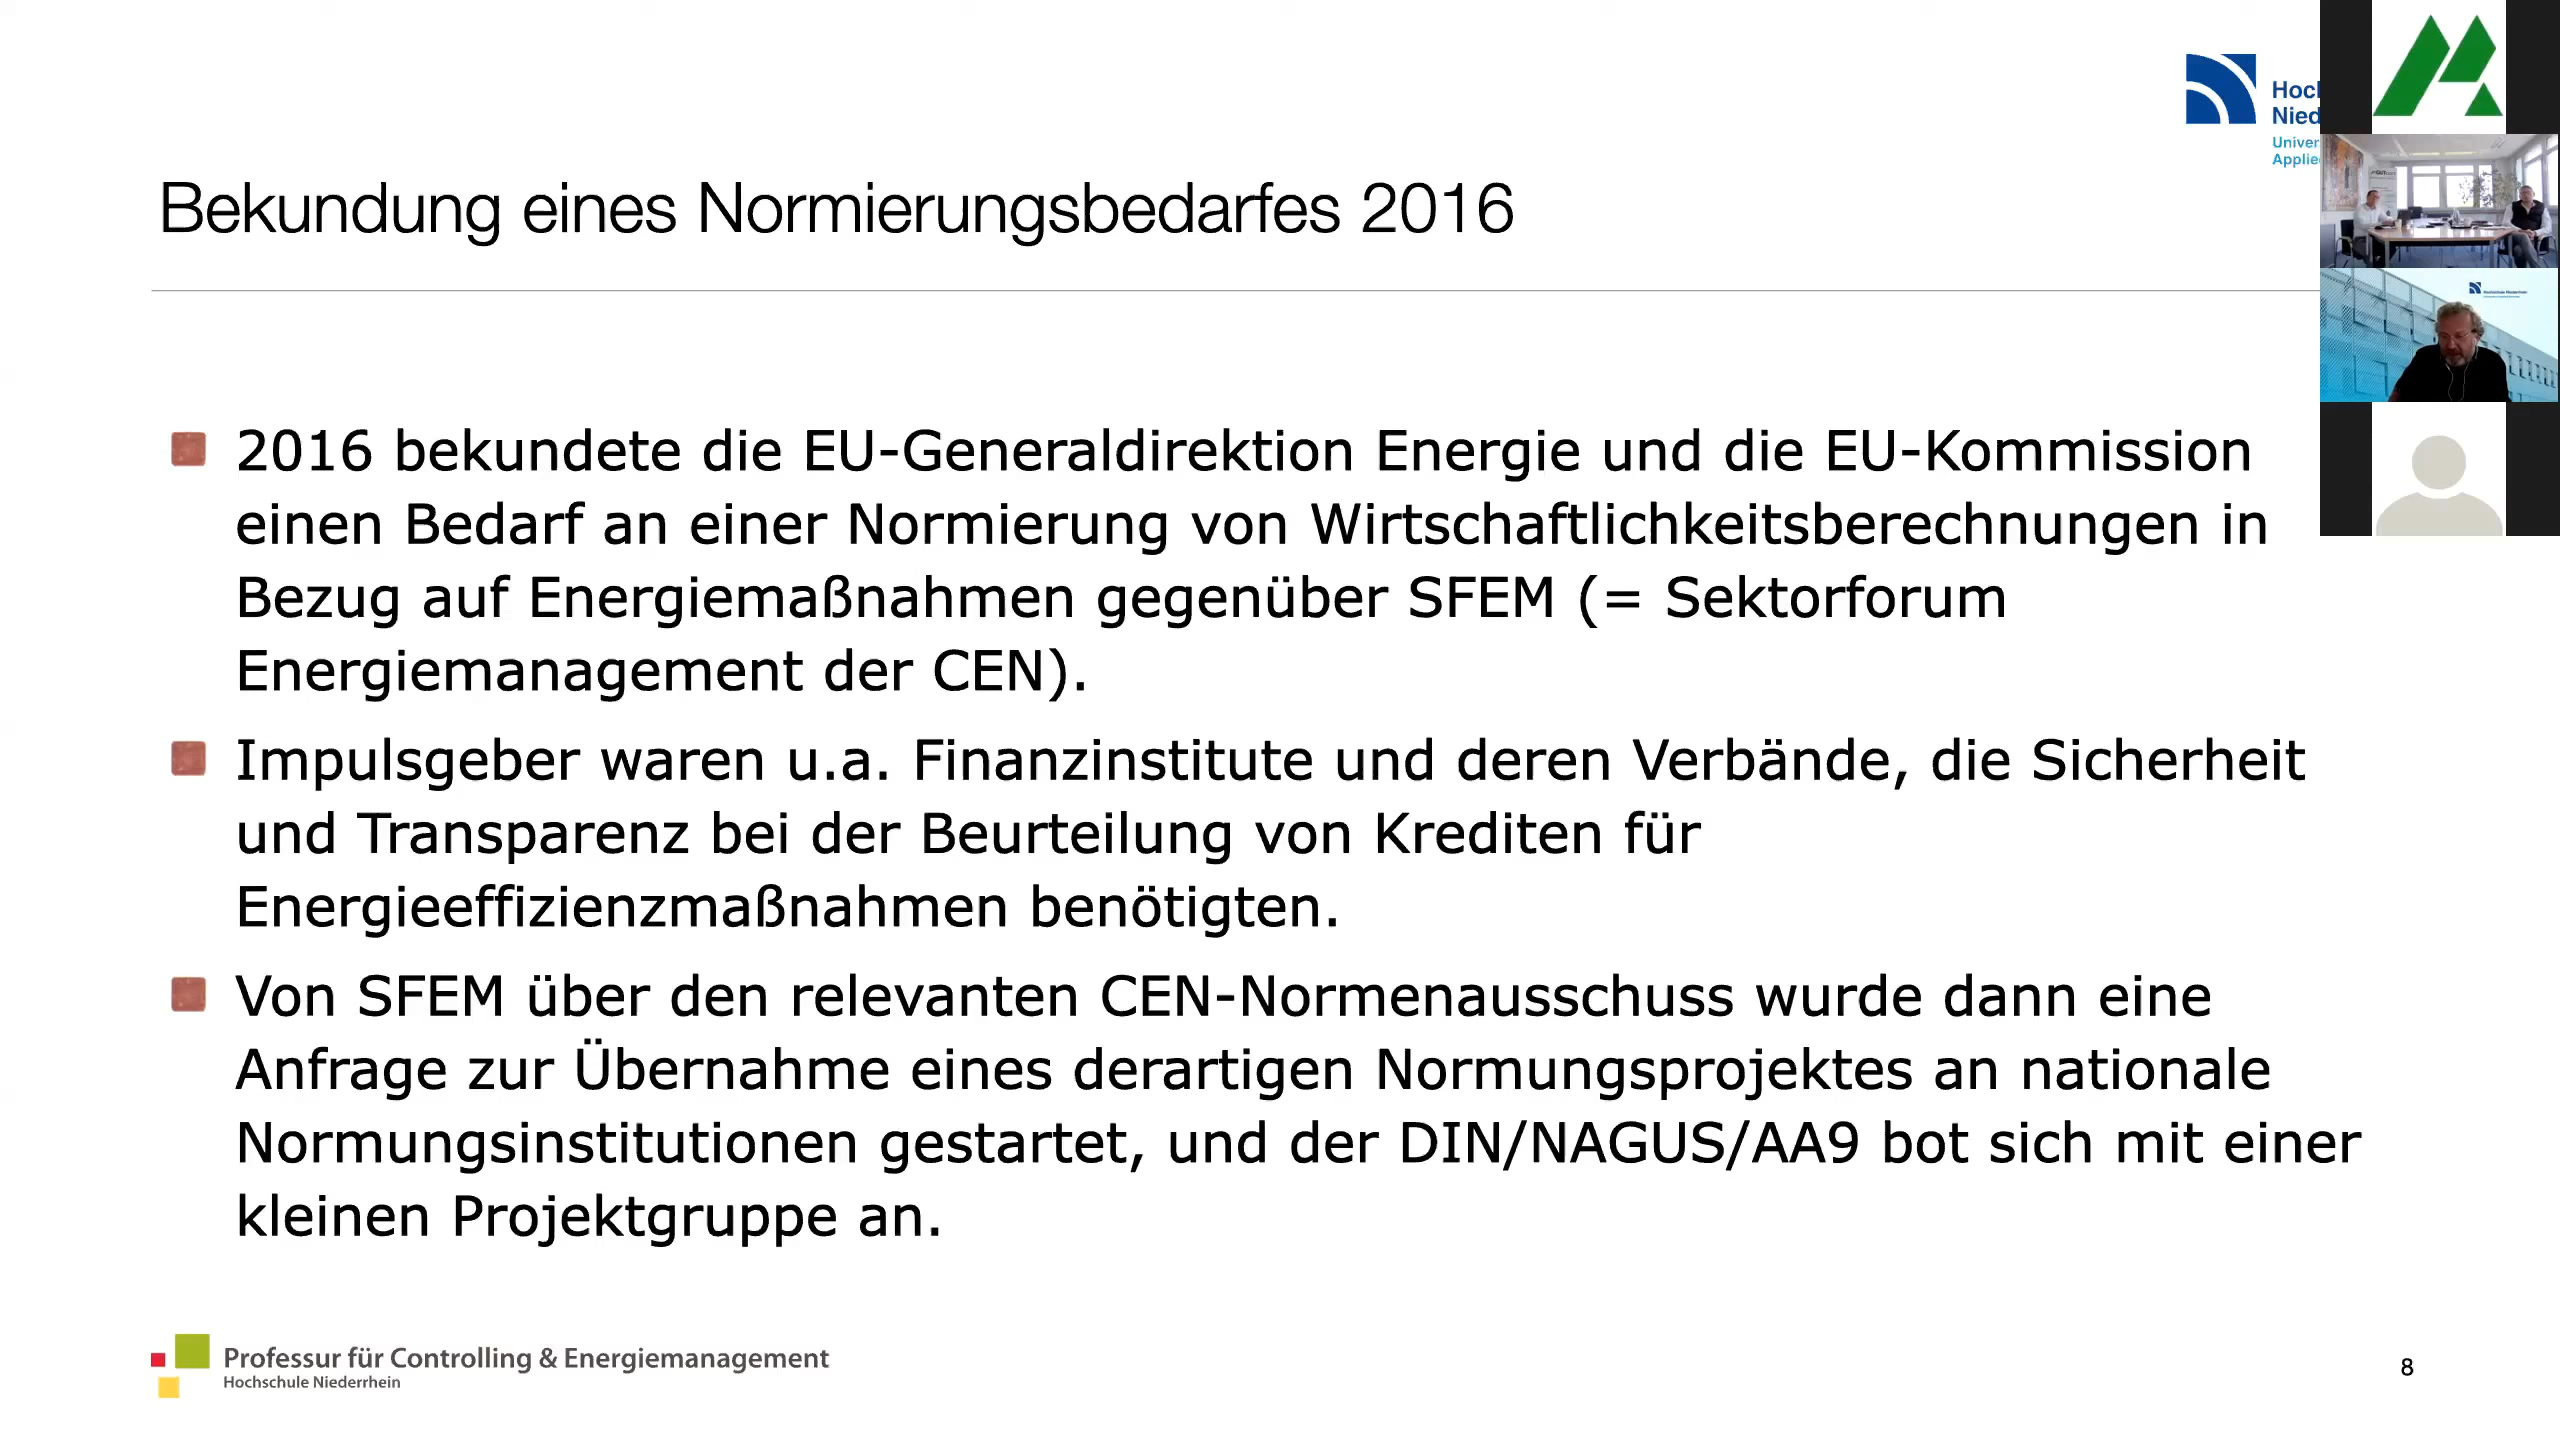 Hoc
Nied
Univer
Applie
Bekundung eines Normierungsbedarfes 2016
2016 bekundete die EU-Generaldirektion Energie und die EU-Kommission
einen Bedarf an einer Normierung von Wirtschaftlichkeitsberechnungen in
Bezug auf Energiemaßnahmen gegenüber SFEM (= Sektorforum
Energiemanagement der CEN).
Impulsgeber waren u.a. Finanzinstitute und deren Verbände, die Sicherheit
und Transparenz bei der Beurteilung von Krediten für
Energieeffizienzmaßnahmen benötigten.
Von SFEM über den relevanten CEN-Normenausschuss wurde dann eine
Anfrage zur Übernahme eines derartigen Normungsprojektes an nationale
Normungsinstitutionen gestartet, und der DIN/NAGUS/AA9 bot sich mit einer
kleinen Projektgruppe an.
Professur für Controlling & Energiemanagement
Hochschule Niederrhein
8